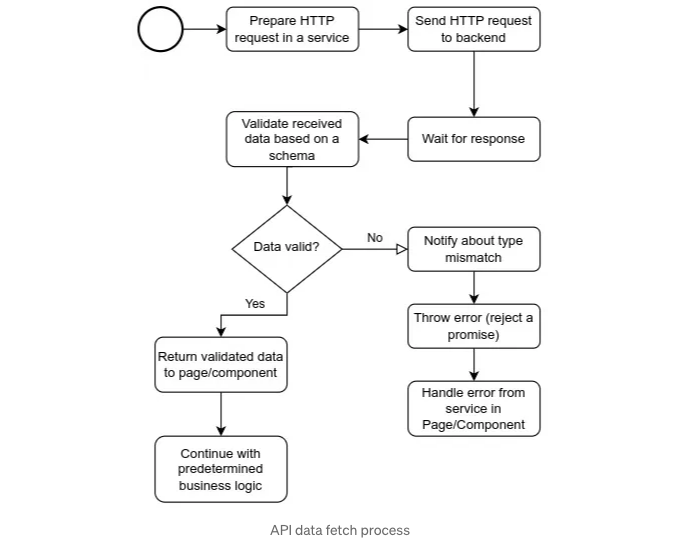 Prepare HTTP
request in a service
Send HTTP request
to backend
Wait for response
Validate received
data based on a
schema
Data valid?
No
Notify about type
mismatch
Throw error (reject a
promise)
Handle error from
service in
Page/Component
Yes
Return validated data
to page/component
Continue with
predetermined
business logic
API data fetch process